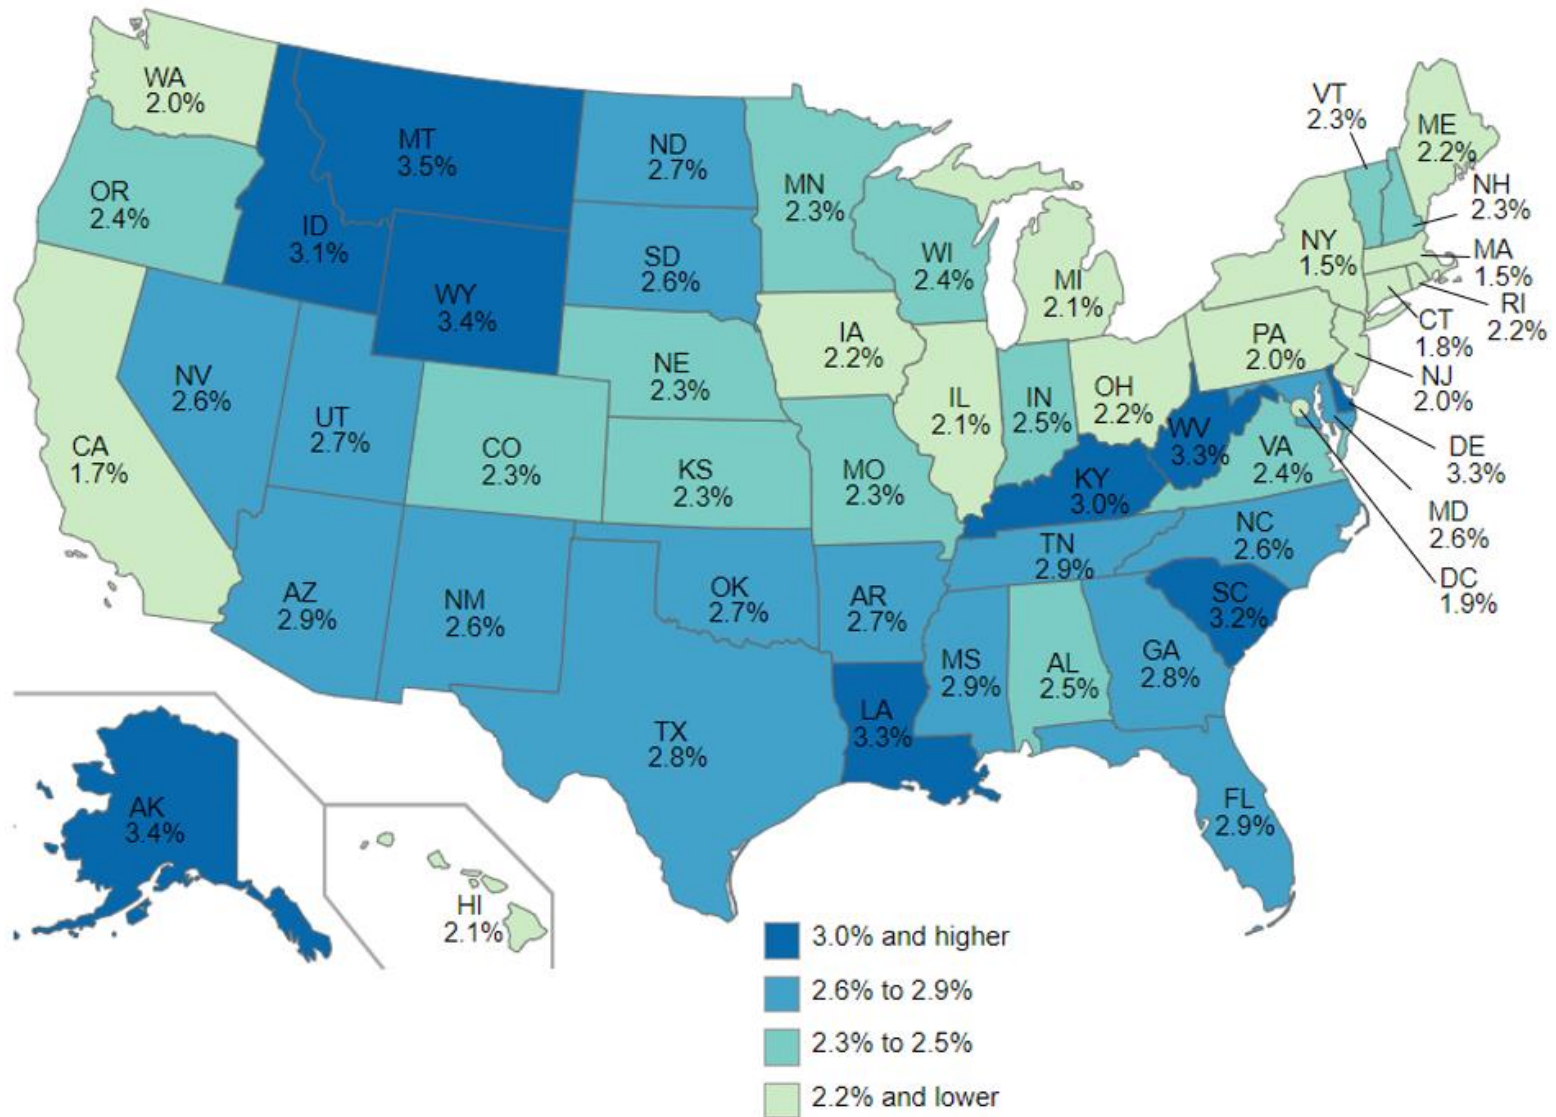 WA
2.0%
MT
3.5%
ND
2.7%
MN
2.3%
VT
2.3%
ME
2.2%
NH
2.3%
OR
2.4%
ID
3.1%
WY
3.4%
SD
2.6%
WI
2.4%
MI
2.1%
NY
1.5%
MA
1.5%
RI
2.2%
CT
1.8%
NV
2.6%
UT
2.7%
NE
2.3%
IA
2.2%
IL
2.1%
IN
2.5%
OH
2.2%
PA
2.0%
NJ
2.0%
CA
1.7%
CO
2.3%
KS
2.3%
MO
2.3%
KY
3.0%
WV
3.3%
VA
2.4%
DE
3.3%
MD
2.6%
DC
1.9%
AZ
2.9%
NM
2.6%
OK
2.7%
AR
2.7%
TN
2.9%
NC
2.6%
SC
3.2%
TX
2.8%
LA
3.3%
MS
2.9%
AL
2.5%
GA
2.8%
FL
2.9%
AK
3.4%
HI
2.1%
3.0% and higher
2.6% to 2.9%
2.3% to 2.5%
2.2% and lower